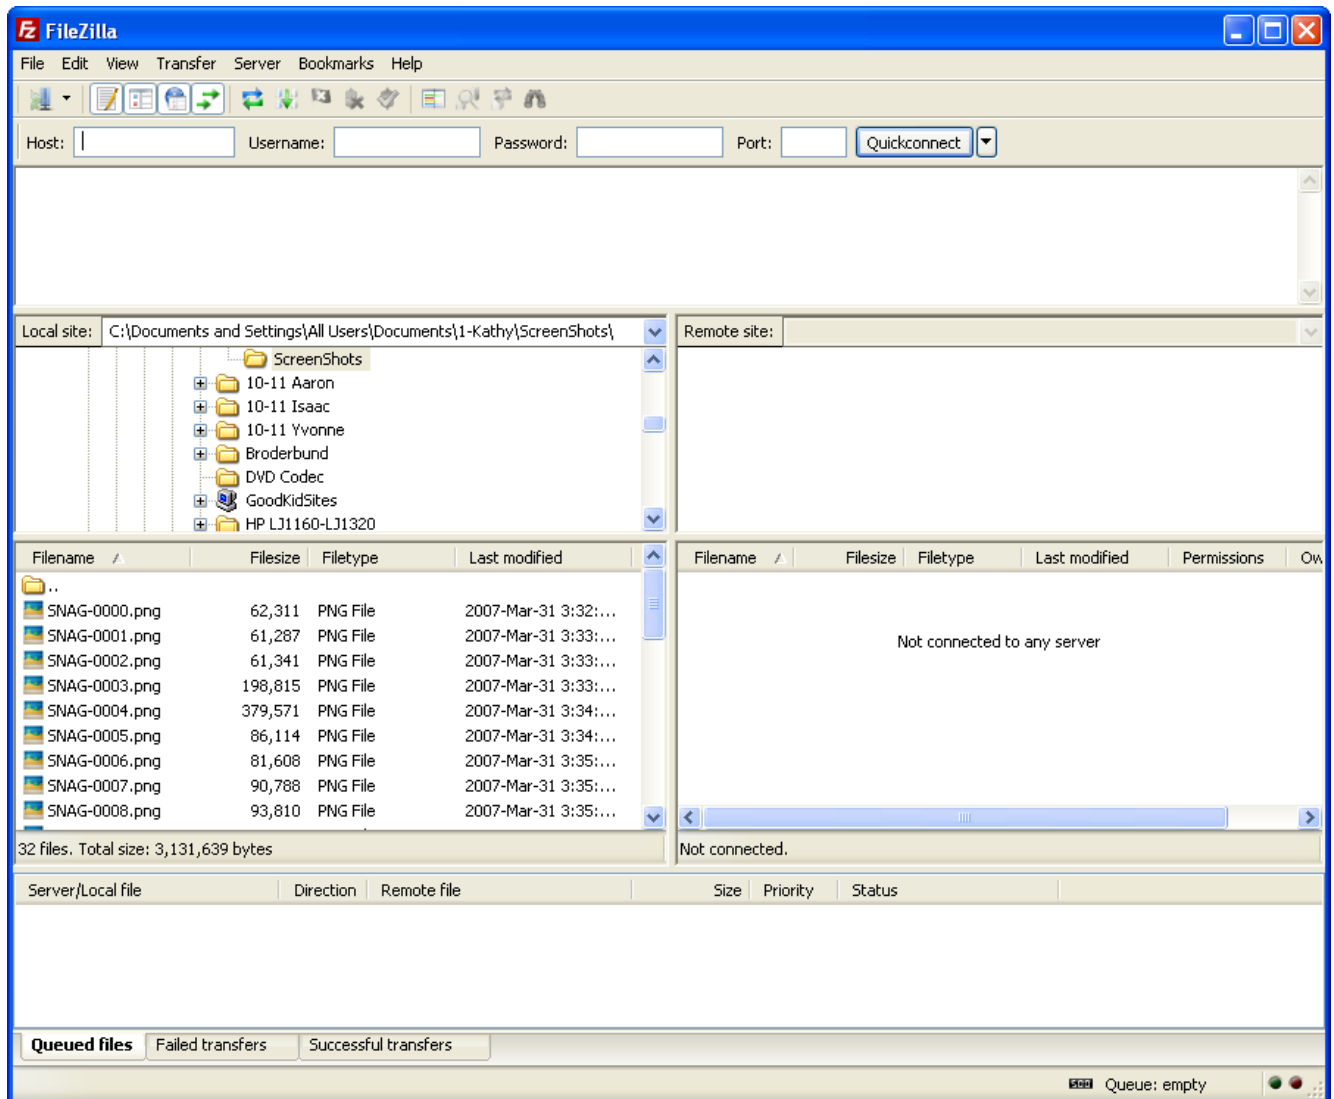 FileZilla
File Edit View Transfer Server Bookmarks Help
Host: Username: Password: Port: Quickconnect
Local site: C:\Documents and Settings\All Users\Documents\1-Kathy\ScreenShots\
Remote site:
ScreenShots
10-11 Aaron
10-11 Isaac
10-11 Yvonne
Broderbund
DVD Codec
GoodKidSites
HP LJ1160-LJ1320
Filename Filesize Filetype Last modified
..
SNAG-0000.png 62,311 PNG File 2007-Mar-31 3:32:...
SNAG-0001.png 61,287 PNG File 2007-Mar-31 3:33:...
SNAG-0002.png 61,341 PNG File 2007-Mar-31 3:33:...
SNAG-0003.png 198,815 PNG File 2007-Mar-31 3:33:...
SNAG-0004.png 379,571 PNG File 2007-Mar-31 3:34:...
SNAG-0005.png 86,114 PNG File 2007-Mar-31 3:34:...
SNAG-0006.png 81,608 PNG File 2007-Mar-31 3:35:...
SNAG-0007.png 90,788 PNG File 2007-Mar-31 3:35:...
SNAG-0008.png 93,810 PNG File 2007-Mar-31 3:35:...
32 files. Total size: 3,131,639 bytes
Filename Filesize Filetype Last modified Permissions Ow
Not connected to any server
Not connected.
Server/Local file Direction Remote file Size Priority Status
Queued files Failed transfers Successful transfers
Queue: empty